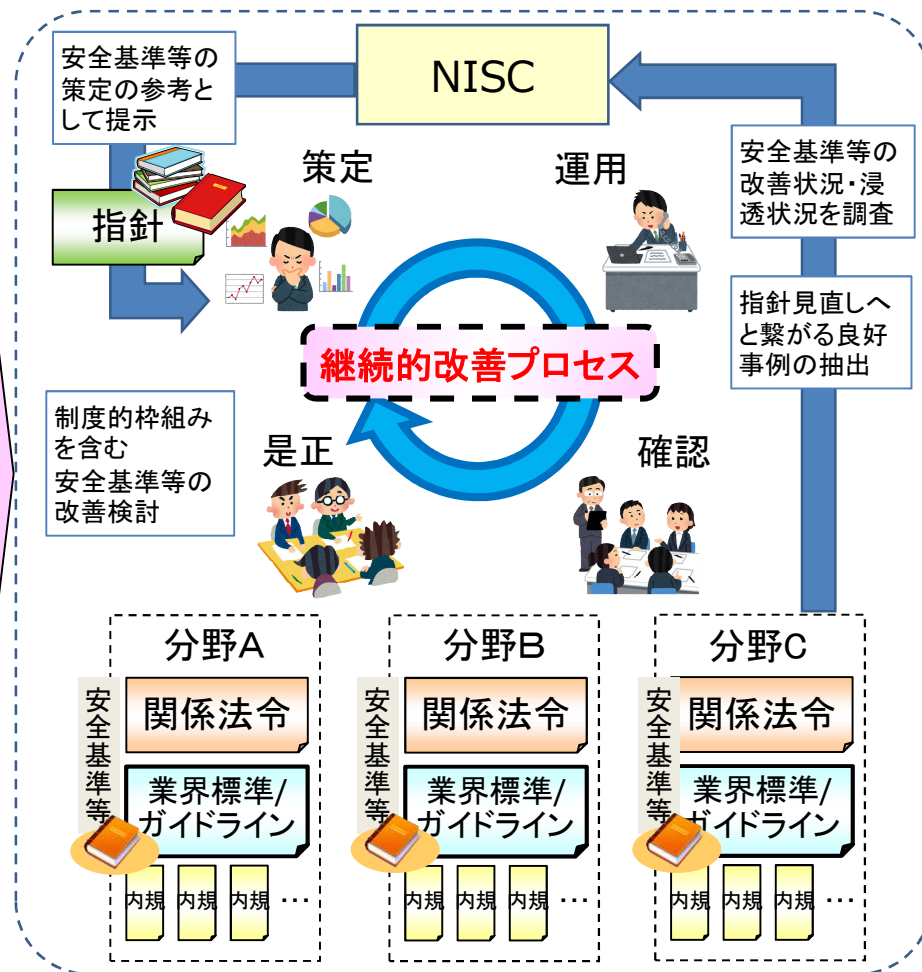 NISC
安全基準等の
策定の参考と
して提示
指針
策定
運用
安全基準等の
改善状況・浸
透状況を調査
指針見直しへ
と繋がる良好
事例の抽出
継続的改善プロセス
制度的枠組み
を含む
安全基準等の
改善検討
是正
確認
分野A
安全基準等
関係法令
業界標準/
ガイドライン
内規 内規 内規 …
分野B
安全基準等
関係法令
業界標準/
ガイドライン
内規 内規 内規 …
分野C
安全基準等
関係法令
業界標準/
ガイドライン
内規 内規 内規 …